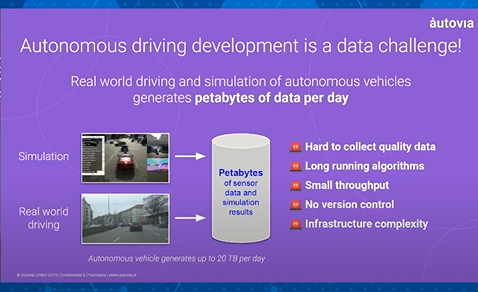 autovia
Autonomous driving development is a data challenge!
Real world driving and simulation of autonomous vehicles
generates petabytes of data per day
Simulation
Real world
driving
Petabytes
of sensor
data and
simulation
results
Hard to collect quality data
Long running algorithms
Small throughput
No version control
Infrastructure complexity
Autonomous vehicle generates up to 20 TB per day
© Autovia GmbH 2019 | Confidential & Proprietary | www.autovia.ai